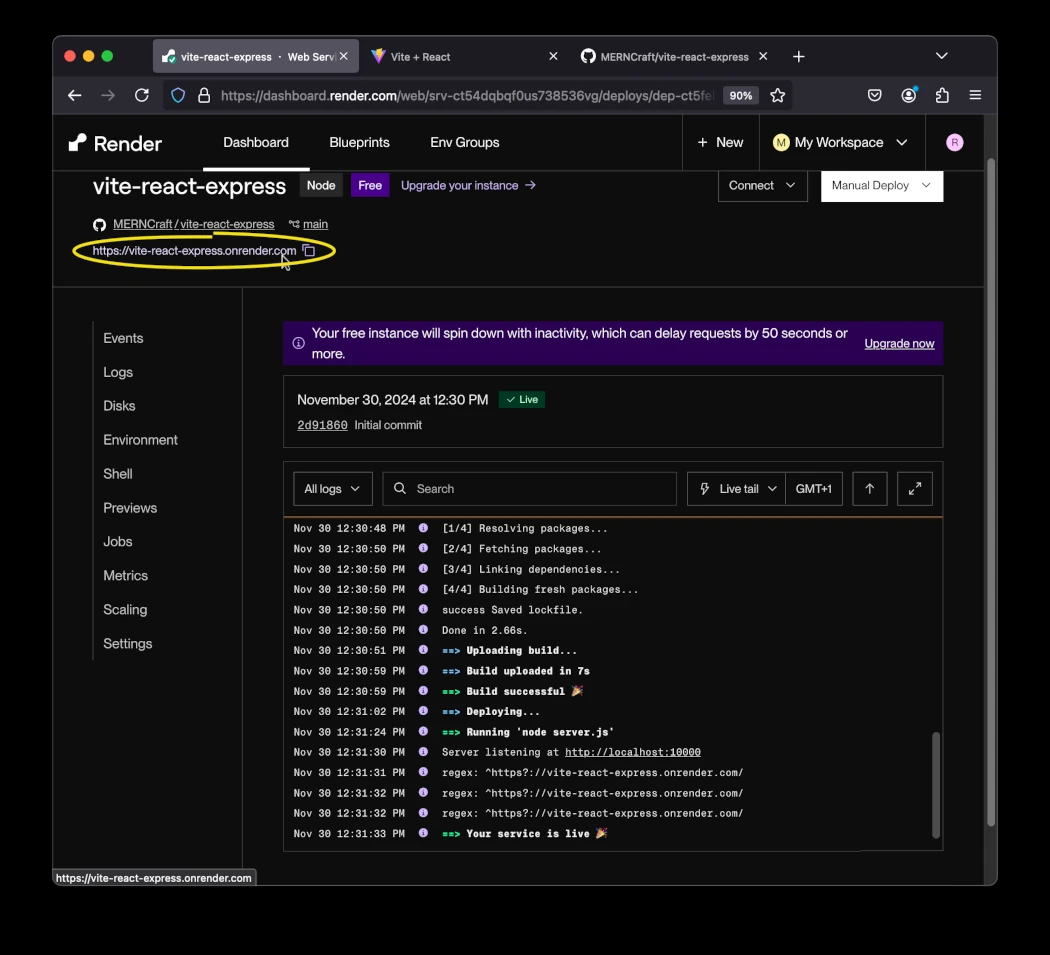 vite-react-express · Web Servi
Vite + React
MERNCraft/vite-react-express
https://dashboard.render.com/web/srv-ct54dqbqf0us738536vg/deploys/dep-ct5fe
90%
Render
Dashboard
Blueprints
Env Groups
+ New
M My Workspace
R
vite-react-express
Node
Free
Upgrade your instance →
Connect
Manual Deploy
MERNCraft / vite-react-express
main
https://vite-react-express.onrender.com
Events
Logs
Disks
Environment
Shell
Previews
Jobs
Metrics
Scaling
Settings
Your free instance will spin down with inactivity, which can delay requests by 50 seconds or
more.
Upgrade now
November 30, 2024 at 12:30 PM
✓ Live
2d91860 Initial commit
All logs
Search
Live tail
GMT+1
Nov 30 12:30:48 PM [1/4] Resolving packages...
Nov 30 12:30:50 PM [2/4] Fetching packages...
Nov 30 12:30:50 PM [3/4] Linking dependencies...
Nov 30 12:30:50 PM [4/4] Building fresh packages...
Nov 30 12:30:50 PM success Saved lockfile.
Nov 30 12:30:50 PM Done in 2.66s.
Nov 30 12:30:51 PM ==> Uploading build...
Nov 30 12:30:59 PM ==> Build uploaded in 7s
Nov 30 12:30:59 PM ==> Build successful 🎉
Nov 30 12:31:02 PM ==> Deploying...
Nov 30 12:31:24 PM ==> Running 'node server.js'
Nov 30 12:31:30 PM Server listening at http://localhost:10000
Nov 30 12:31:31 PM regex: ^https?://vite-react-express.onrender.com/
Nov 30 12:31:32 PM regex: ^https?://vite-react-express.onrender.com/
Nov 30 12:31:32 PM regex: ^https?://vite-react-express.onrender.com/
Nov 30 12:31:33 PM ==> Your service is live 🎉
https://vite-react-express.onrender.com